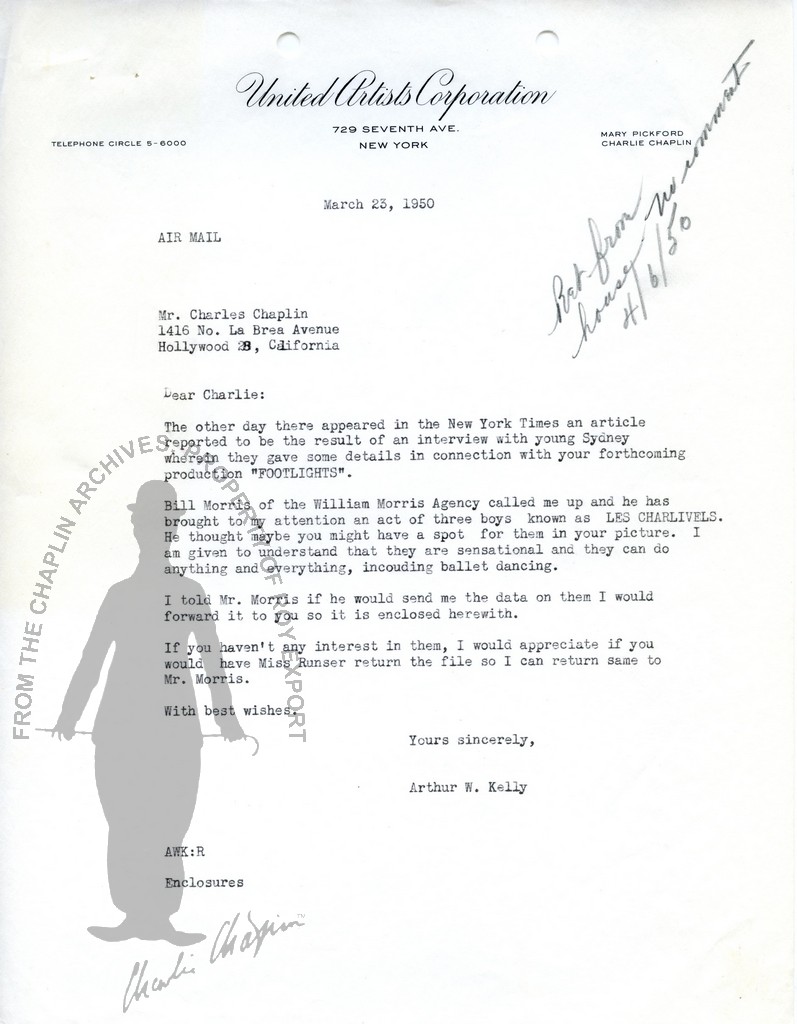 United Artists Corporation
729 SEVENTH AVE.
NEW YORK
TELEPHONE CIRCLE 5-6000
MARY PICKFORD
CHARLIE CHAPLIN
Ret from
house no comment
4/6/50
March 23, 1950
AIR MAIL
Mr. Charles Chaplin
1416 No. La Brea Avenue
Hollywood 28, California
Dear Charlie:
The other day there appeared in the New York Times an article
reported to be the result of an interview with young Sydney
wherein they gave some details in connection with your forthcoming
production "FOOTLIGHTS".
Bill Morris of the William Morris Agency called me up and he has
brought to my attention an act of three boys known as LES CHARLIVELS.
He thought maybe you might have a spot for them in your picture. I
am given to understand that they are sensational and they can do
anything and everything, incouding ballet dancing.
I told Mr. Morris if he would send me the data on them I would
forward it to you so it is enclosed herewith.
If you haven't any interest in them, I would appreciate if you
would have Miss Runser return the file so I can return same to
Mr. Morris.
With best wishes.
Yours sincerely,
Arthur W. Kelly
AWK:R
Enclosures
FROM THE CHAPLIN ARCHIVES, PROPERTY OF ROY EXPORT
Charlie Chaplin